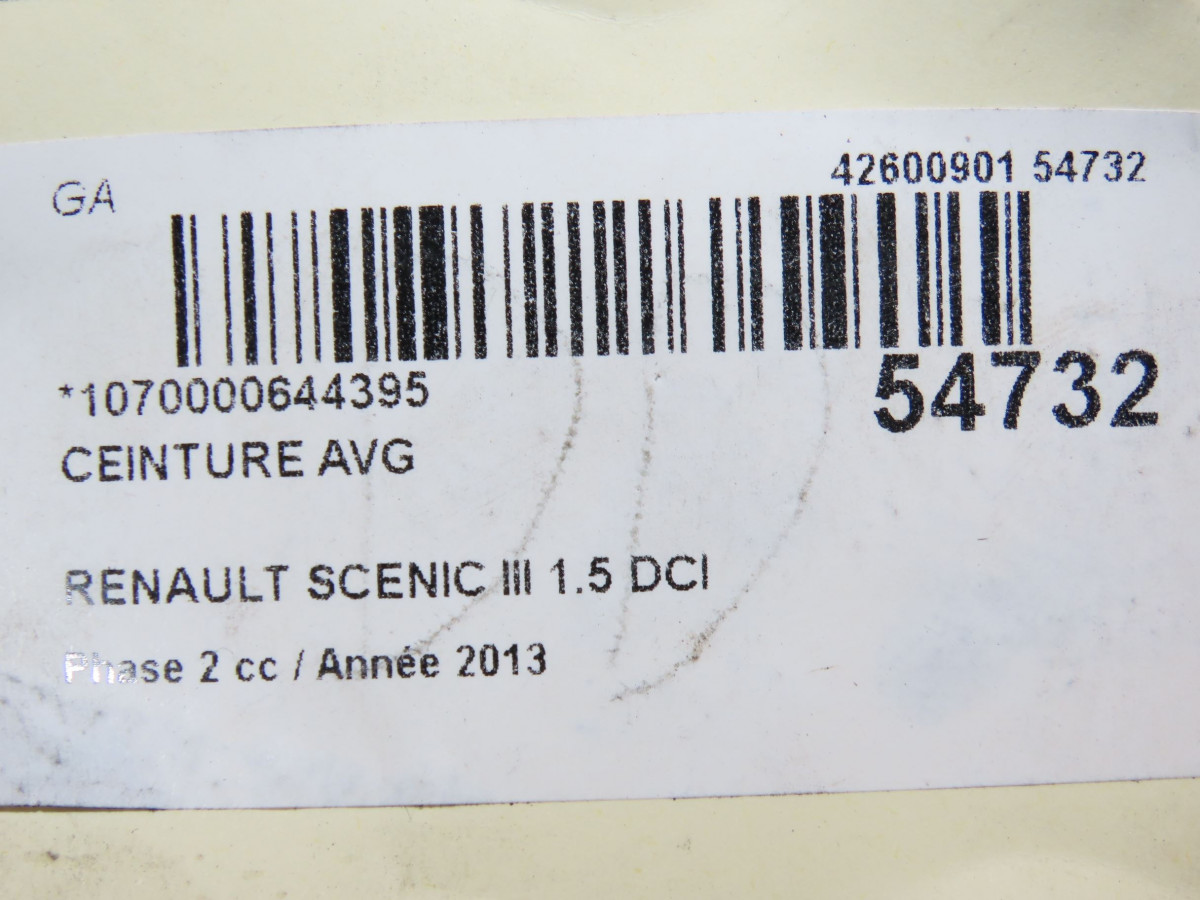 GA
42600901 54732
*1070000644395
54732
CEINTURE AVG
RENAULT SCENIC III 1.5 DCI
Phase 2 cc / Année 2013